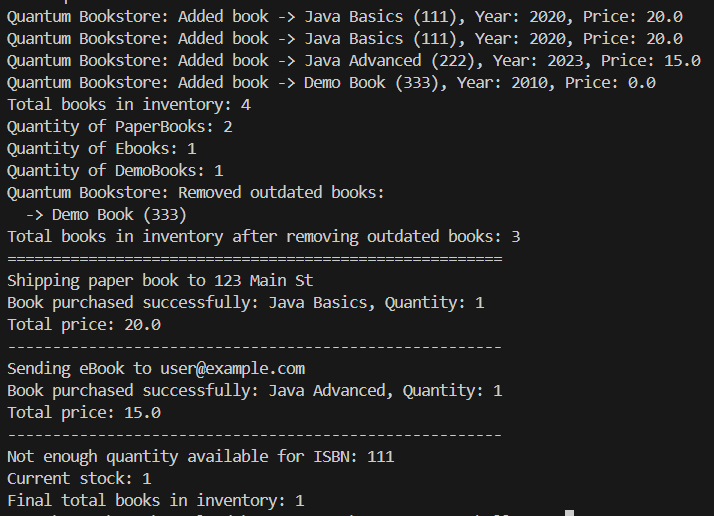 Quantum Bookstore: Added book -> Java Basics (111), Year: 2020, Price: 20.0
Quantum Bookstore: Added book -> Java Basics (111), Year: 2020, Price: 20.0
Quantum Bookstore: Added book -> Java Advanced (222), Year: 2023, Price: 15.0
Quantum Bookstore: Added book -> Demo Book (333), Year: 2010, Price: 0.0
Total books in inventory: 4
Quantity of PaperBooks: 2
Quantity of Ebooks: 1
Quantity of DemoBooks: 1
Quantum Bookstore: Removed outdated books:
  -> Demo Book (333)
Total books in inventory after removing outdated books: 3
=======================================================
Shipping paper book to 123 Main St
Book purchased successfully: Java Basics, Quantity: 1
Total price: 20.0
-------------------------------------------------------
Sending eBook to user@example.com
Book purchased successfully: Java Advanced, Quantity: 1
Total price: 15.0
-------------------------------------------------------
Not enough quantity available for ISBN: 111
Current stock: 1
Final total books in inventory: 1